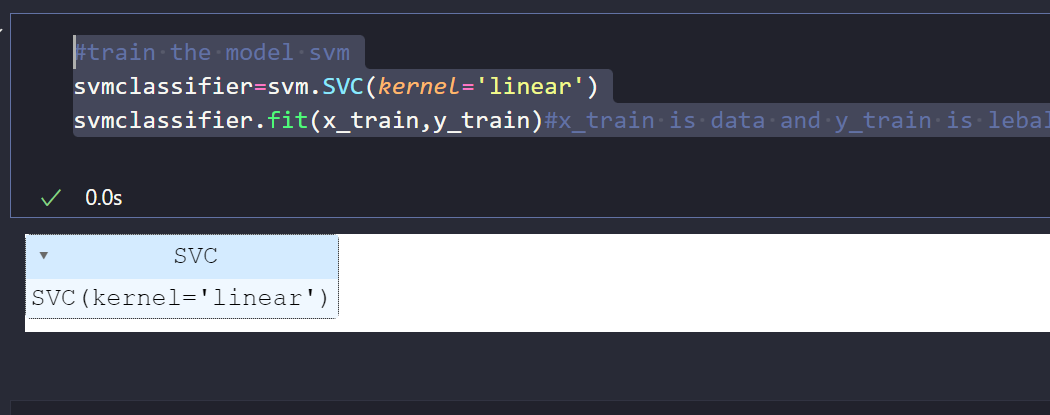 #train the model svm
svmclassifier=svm.SVC(kernel='linear')
svmclassifier.fit(x_train,y_train)#x_train is data and y_train is lebal
0.0s
SVC
SVC(kernel='linear')